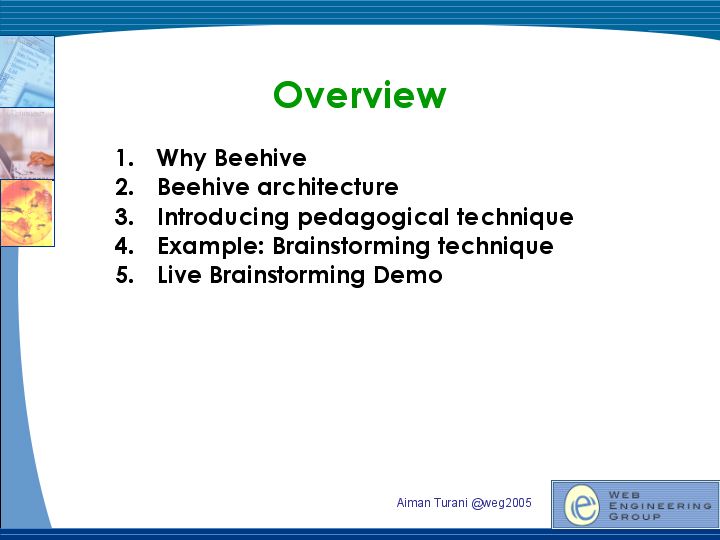 Overview
1. Why Beehive
2. Beehive architecture
3. Introducing pedagogical technique
4. Example: Brainstorming technique
5. Live Brainstorming Demo
Aiman Turani @weg2005
e
Web
Engineering
Group